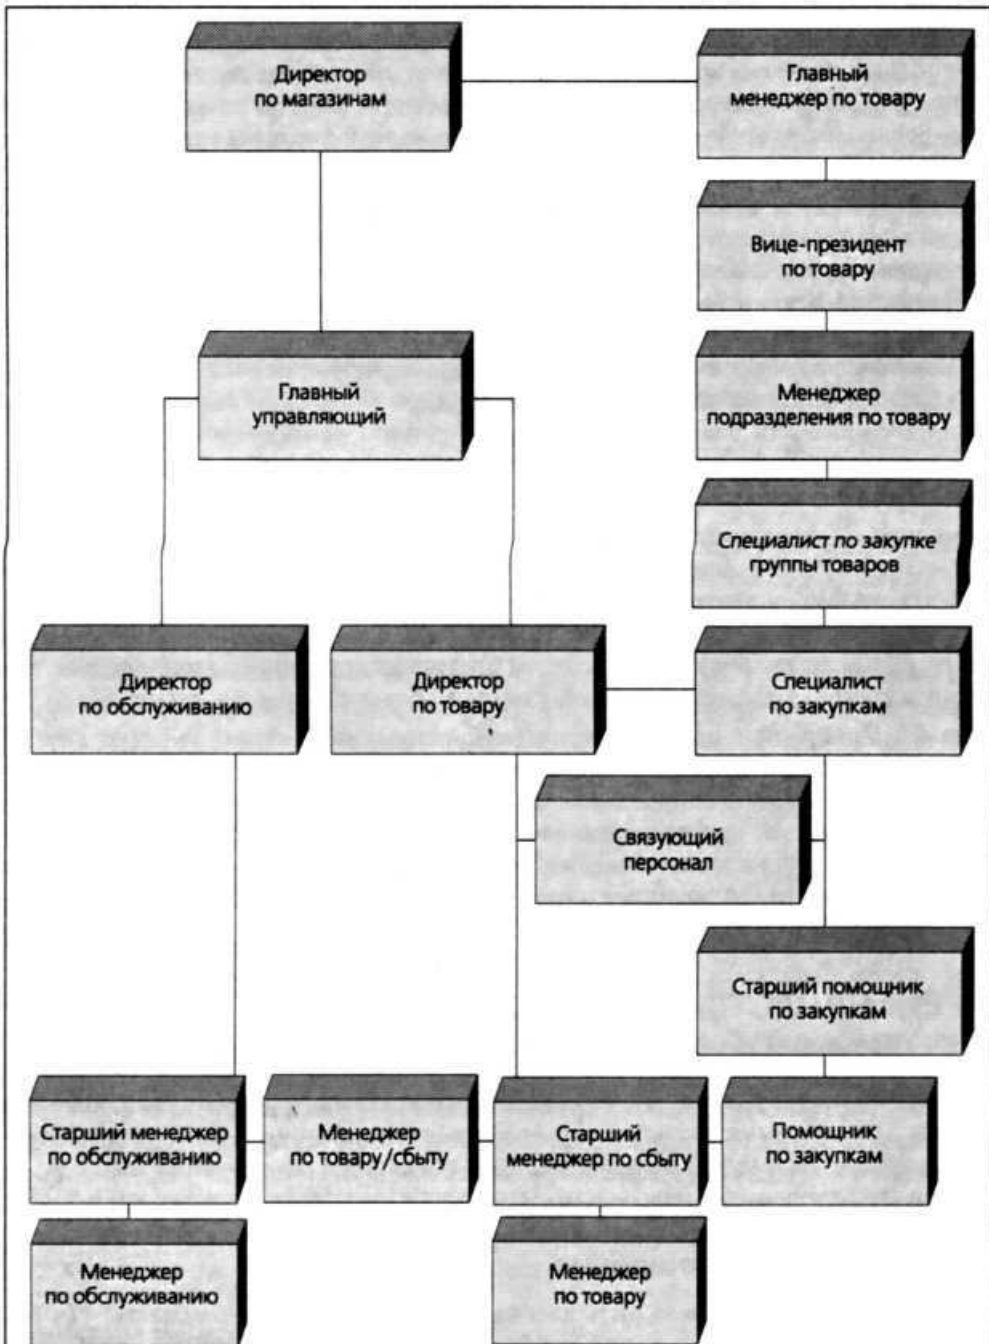 Директор
по магазинам
Главный
менеджер по товару
Вице-президент
по товару
Главный
управляющий
Менеджер
подразделения по товару
Специалист по закупке
группы товаров
Директор
по обслуживанию
Директор
по товару
Специалист
по закупкам
Связующий
персонал
Старший помощник
по закупкам
Старший менеджер
по обслуживанию
Менеджер
по товару/сбыту
Старший
менеджер по сбыту
Помощник
по закупкам
Менеджер
по обслуживанию
Менеджер
по товару